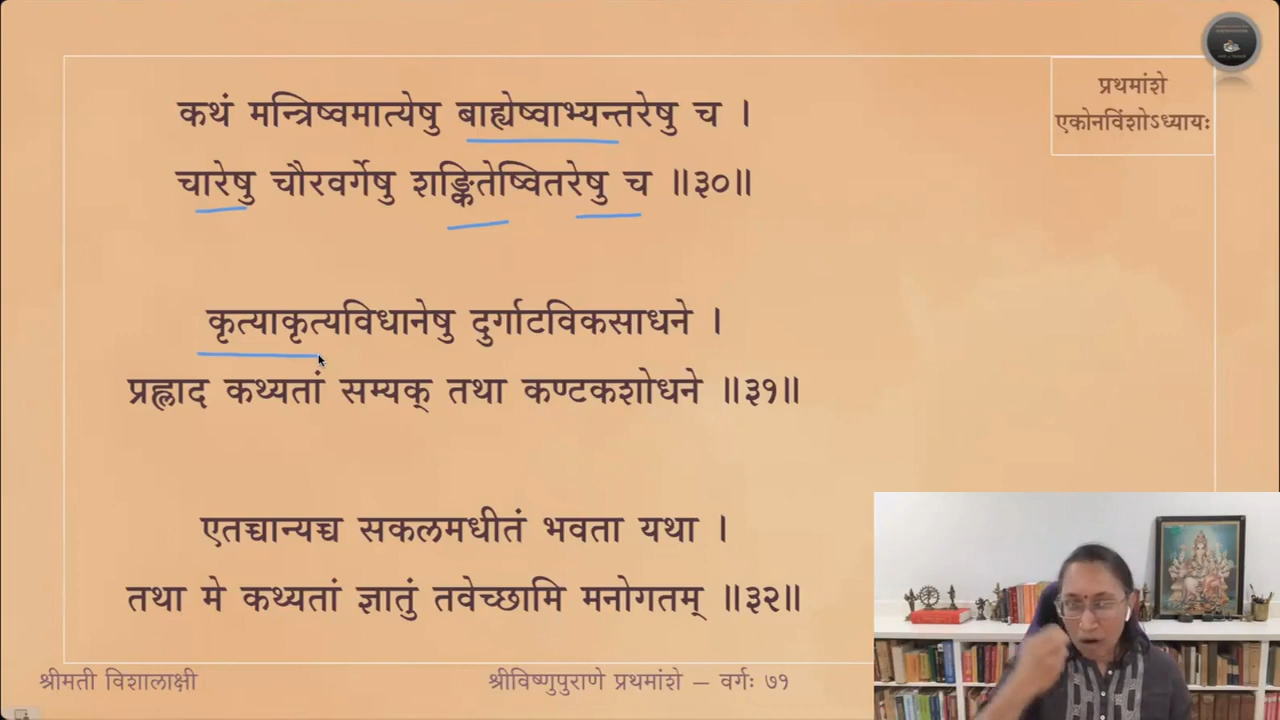 प्रथमांशे
एकोनविंशोऽध्यायः
कथं मन्त्रिष्वमात्येषु बाह्येष्वाभ्यन्तरेषु च ।
चारेषु चौरवर्गेषु शङ्कितेष्वितरेषु च ॥३०॥
कृत्याकृत्यविधानेषु दुर्गाटविकसाधने ।
प्रह्लाद कथ्यतां सम्यक् तथा कण्टकशोधने ॥३१॥
एतच्चान्यच्च सकलमधीतं भवता यथा ।
तथा मे कथ्यतां ज्ञातुं तवेच्छामि मनोगतम् ॥३२॥
श्रीमती विशालाक्षी
श्रीविष्णुपुराणे प्रथमांशे – वर्गः ७१